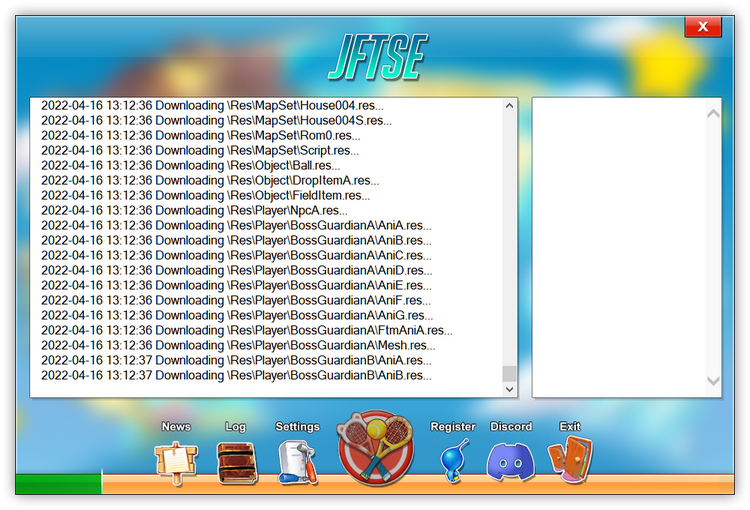 X
JFTSE
2022-04-16 13:12:36 Downloading \Res\MapSet\House004.res...
2022-04-16 13:12:36 Downloading \Res\MapSet\House004S.res...
2022-04-16 13:12:36 Downloading \Res\MapSet\Rom0.res...
2022-04-16 13:12:36 Downloading \Res\MapSet\Script.res...
2022-04-16 13:12:36 Downloading \Res\Object\Ball.res...
2022-04-16 13:12:36 Downloading \Res\Object\DropItemA.res...
2022-04-16 13:12:36 Downloading \Res\Object\FieldItem.res...
2022-04-16 13:12:36 Downloading \Res\Player\NpcA.res...
2022-04-16 13:12:36 Downloading \Res\Player\BossGuardianA\AniA.res...
2022-04-16 13:12:36 Downloading \Res\Player\BossGuardianA\AniB.res...
2022-04-16 13:12:36 Downloading \Res\Player\BossGuardianA\AniC.res...
2022-04-16 13:12:36 Downloading \Res\Player\BossGuardianA\AniD.res...
2022-04-16 13:12:36 Downloading \Res\Player\BossGuardianA\AniE.res...
2022-04-16 13:12:36 Downloading \Res\Player\BossGuardianA\AniF.res...
2022-04-16 13:12:36 Downloading \Res\Player\BossGuardianA\AniG.res...
2022-04-16 13:12:36 Downloading \Res\Player\BossGuardianA\FtmAniA.res...
2022-04-16 13:12:36 Downloading \Res\Player\BossGuardianA\Mesh.res...
2022-04-16 13:12:37 Downloading \Res\Player\BossGuardianB\AniA.res...
2022-04-16 13:12:37 Downloading \Res\Player\BossGuardianB\AniB.res...
News Log Settings Register Discord Exit